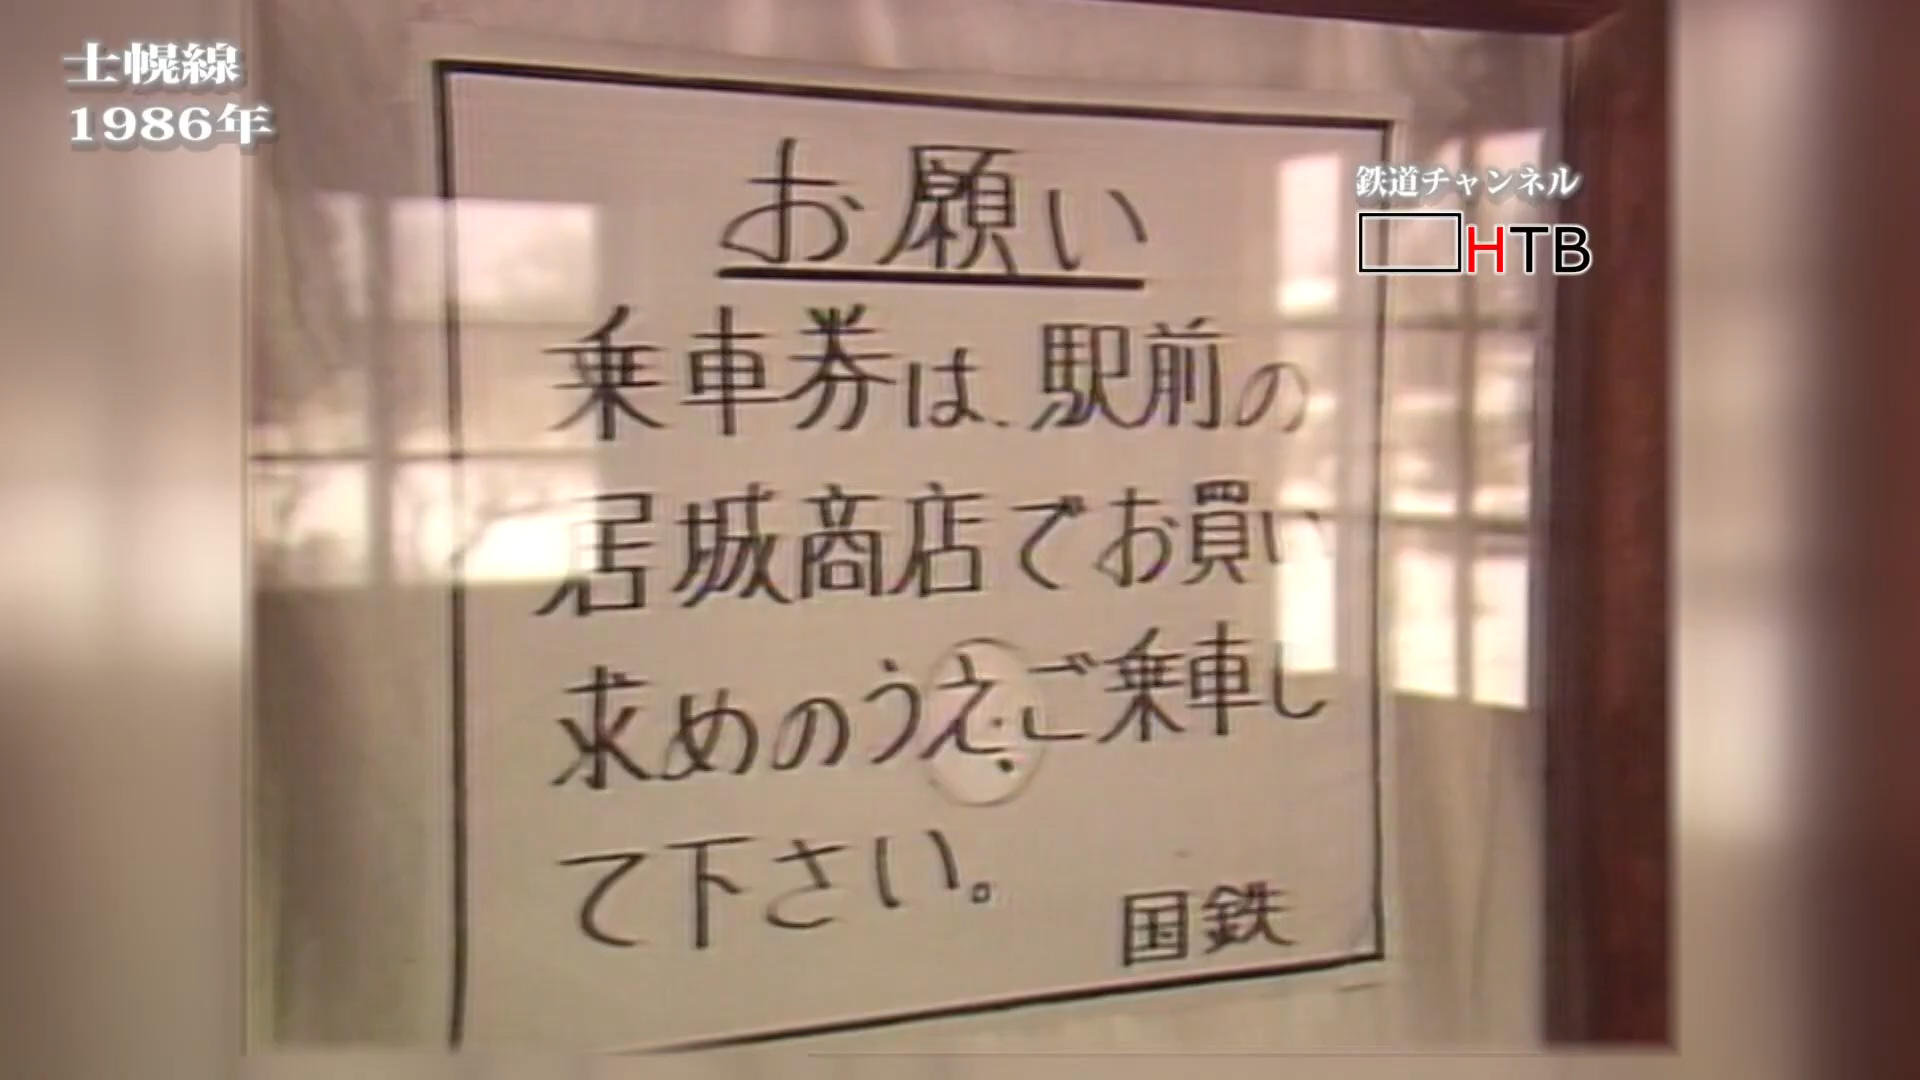 士幌線
1986年
鉄道チャンネル
HTB
お願い
乗車券は、駅前の
居城商店でお買い
求めのうえ、ご乗車し
て下さい。
国鉄